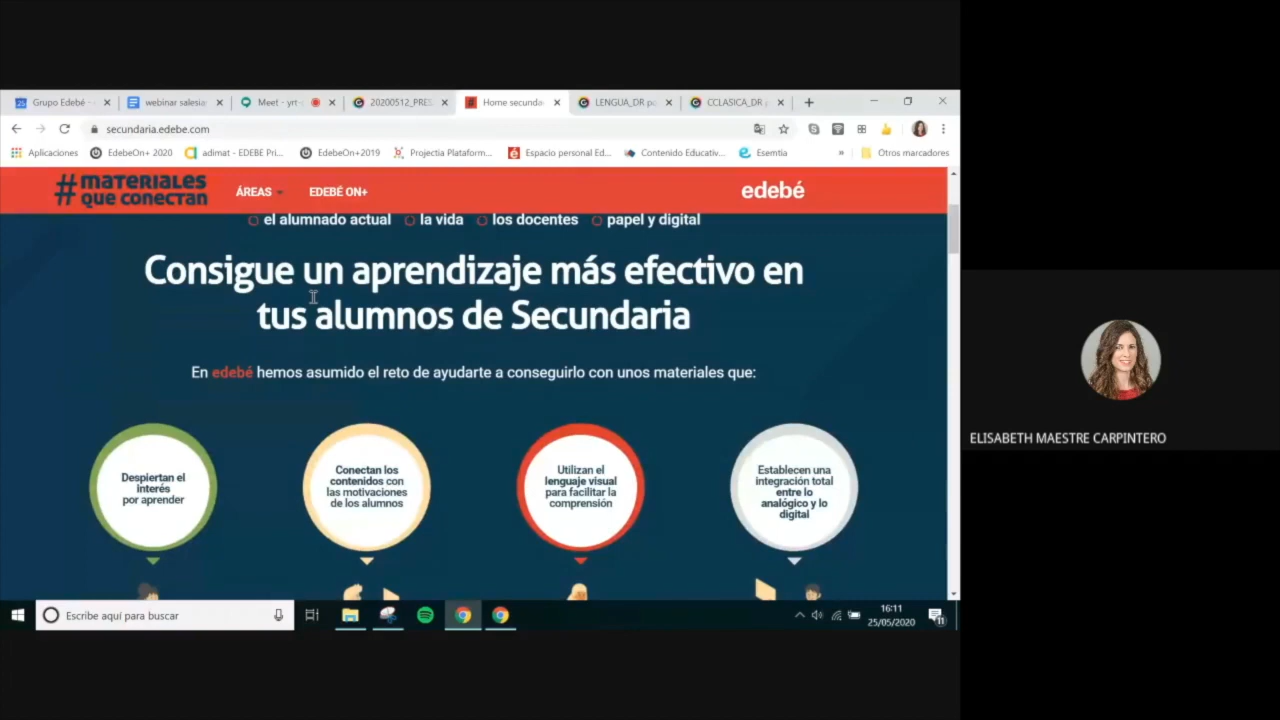 Grupo Edebé -
webinar salesia
Meet - yrt-
20200512_PRES
Home secunda
LENGUA_DR p
CCLASICA_DR
secundaria.edebe.com
Aplicaciones
EdebeOn+ 2020
adimat - EDEBE Pri...
EdebeOn+2019
Projectia Plataform...
Espacio personal Ed...
Contenido Educativ...
Esemtia
»
Otros marcadores
#MATERIALES
QUE CONECTAN
ÁREAS
EDEBÉ ON+
edebé
el alumnado actual
la vida
los docentes
papel y digital
Consigue un aprendizaje más efectivo en
tus alumnos de Secundaria
En edebé hemos asumido el reto de ayudarte a conseguirlo con unos materiales que:
Despiertan el
interés
por aprender
Conectan los
contenidos con
las motivaciones
de los alumnos
Utilizan el
lenguaje visual
para facilitar la
comprensión
Establecen una
integración total
entre lo
analógico y lo
digital
ELISABETH MAESTRE CARPINTERO
Escribe aquí para buscar
16:11
25/05/2020
11